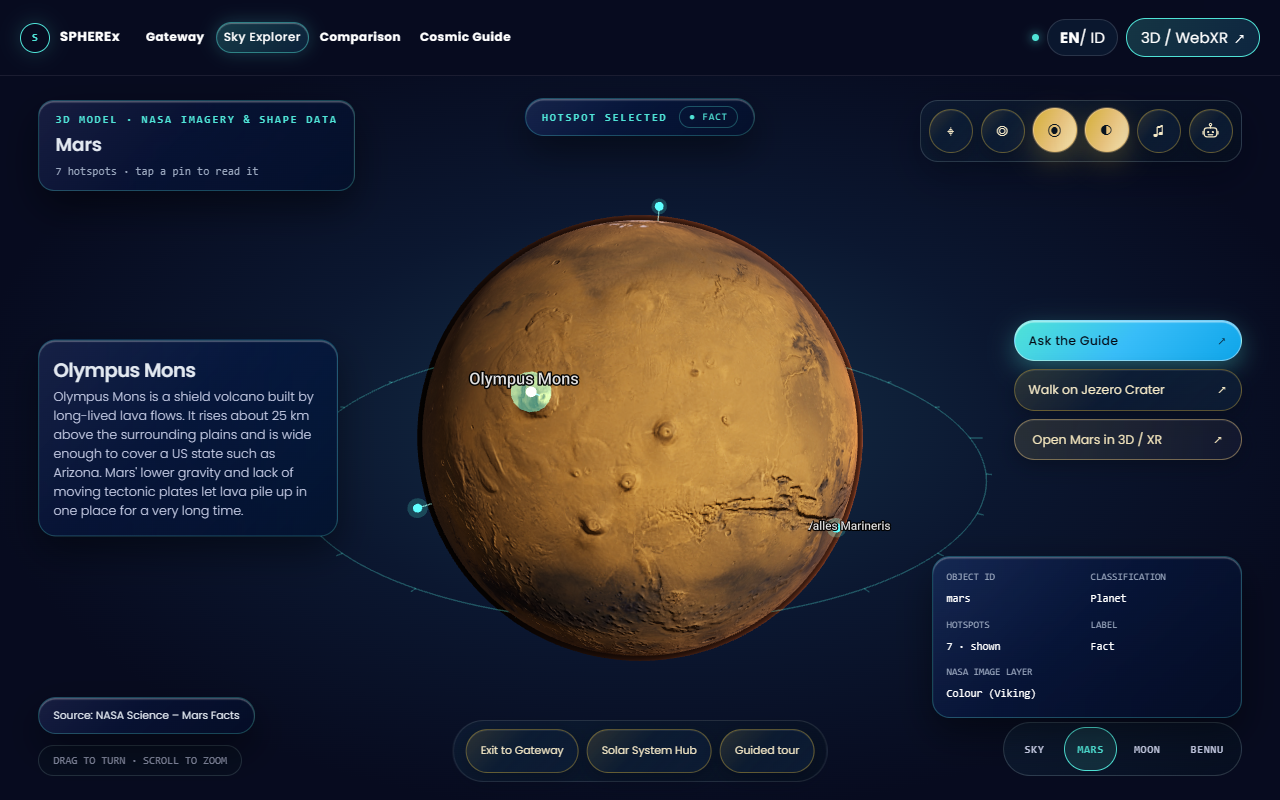 S SPHEREx Gateway Sky Explorer Comparison Cosmic Guide EN/ ID 3D / WebXR ↗
3D MODEL · NASA IMAGERY & SHAPE DATA
Mars
7 hotspots · tap a pin to read it
HOTSPOT SELECTED • FACT
Olympus Mons
Valles Marineris
Olympus Mons
Olympus Mons is a shield volcano built by
long-lived lava flows. It rises about 25 km
above the surrounding plains and is wide
enough to cover a US state such as
Arizona. Mars' lower gravity and lack of
moving tectonic plates let lava pile up in
one place for a very long time.
Ask the Guide ↗
Walk on Jezero Crater ↗
Open Mars in 3D / XR ↗
OBJECT ID CLASSIFICATION
mars Planet
HOTSPOTS LABEL
7 · shown Fact
NASA IMAGE LAYER
Colour (Viking)
Source: NASA Science – Mars Facts
DRAG TO TURN · SCROLL TO ZOOM
Exit to Gateway Solar System Hub Guided tour
SKY MARS MOON BENNU